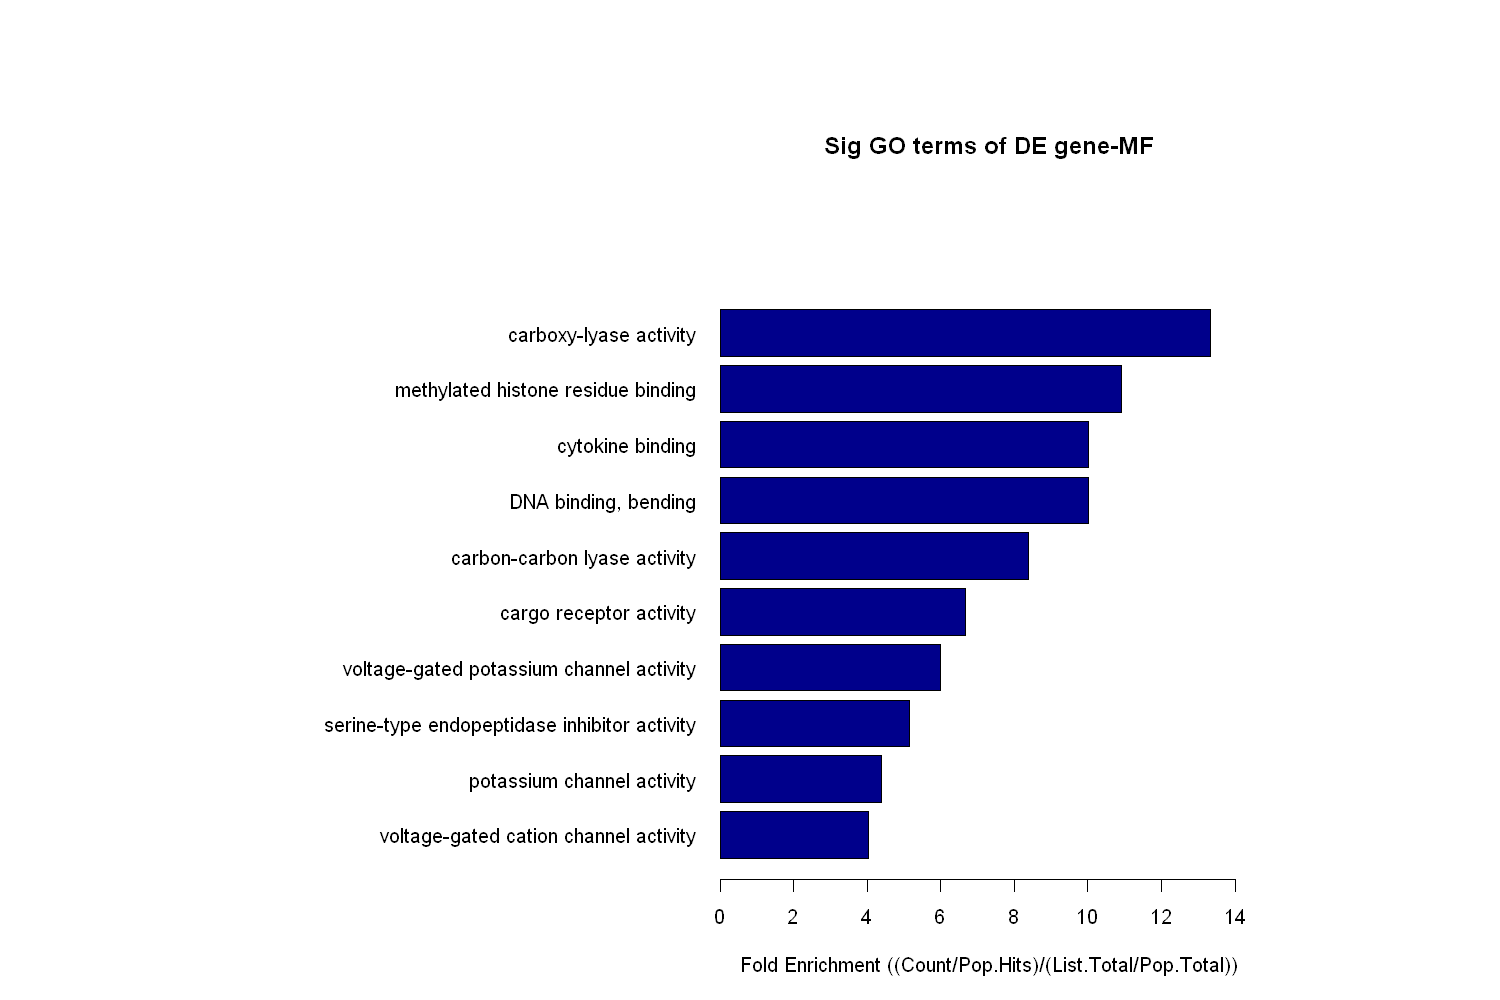 Sig GO terms of DE gene-MF
carboxy-lyase activity
methylated histone residue binding
cytokine binding
DNA binding, bending
carbon-carbon lyase activity
cargo receptor activity
voltage-gated potassium channel activity
serine-type endopeptidase inhibitor activity
potassium channel activity
voltage-gated cation channel activity
0 2 4 6 8 10 12 14
Fold Enrichment ((Count/Pop.Hits)/(List.Total/Pop.Total))